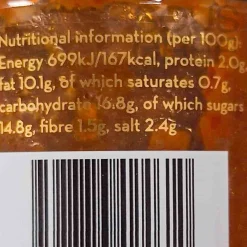 Nutritional information (per 100g)
Energy 699kJ/167kcal, protein 2.0g,
fat 10.1g, of which saturates 0.7g,
carbohydrate 16.8g, of which sugars
14.8g, fibre 1.5g, salt 2.4g